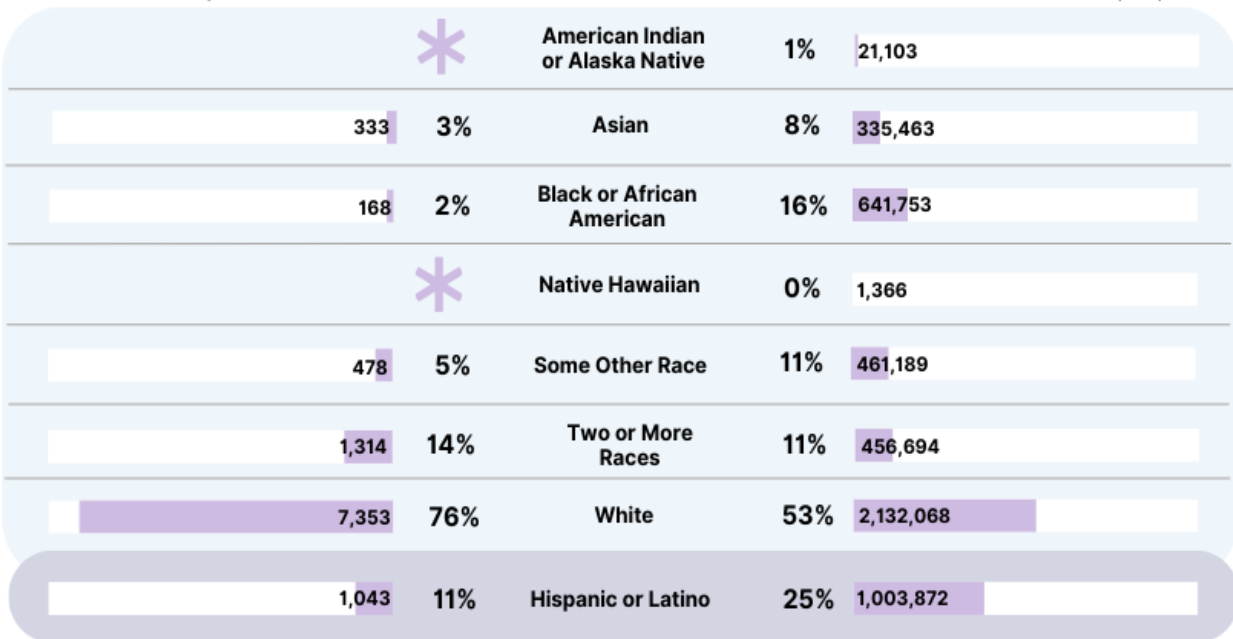 American Indian
or Alaska Native
1%
21,103
333
3%
Asian
8%
335,463
168
2%
Black or African
American
16%
641,753
Native Hawaiian
0%
1,366
478
5%
Some Other Race
11%
461,189
1,314
14%
Two or More
Races
11%
456,694
7,353
76%
White
53%
2,132,068
1,043
11%
Hispanic or Latino
25%
1,003,872